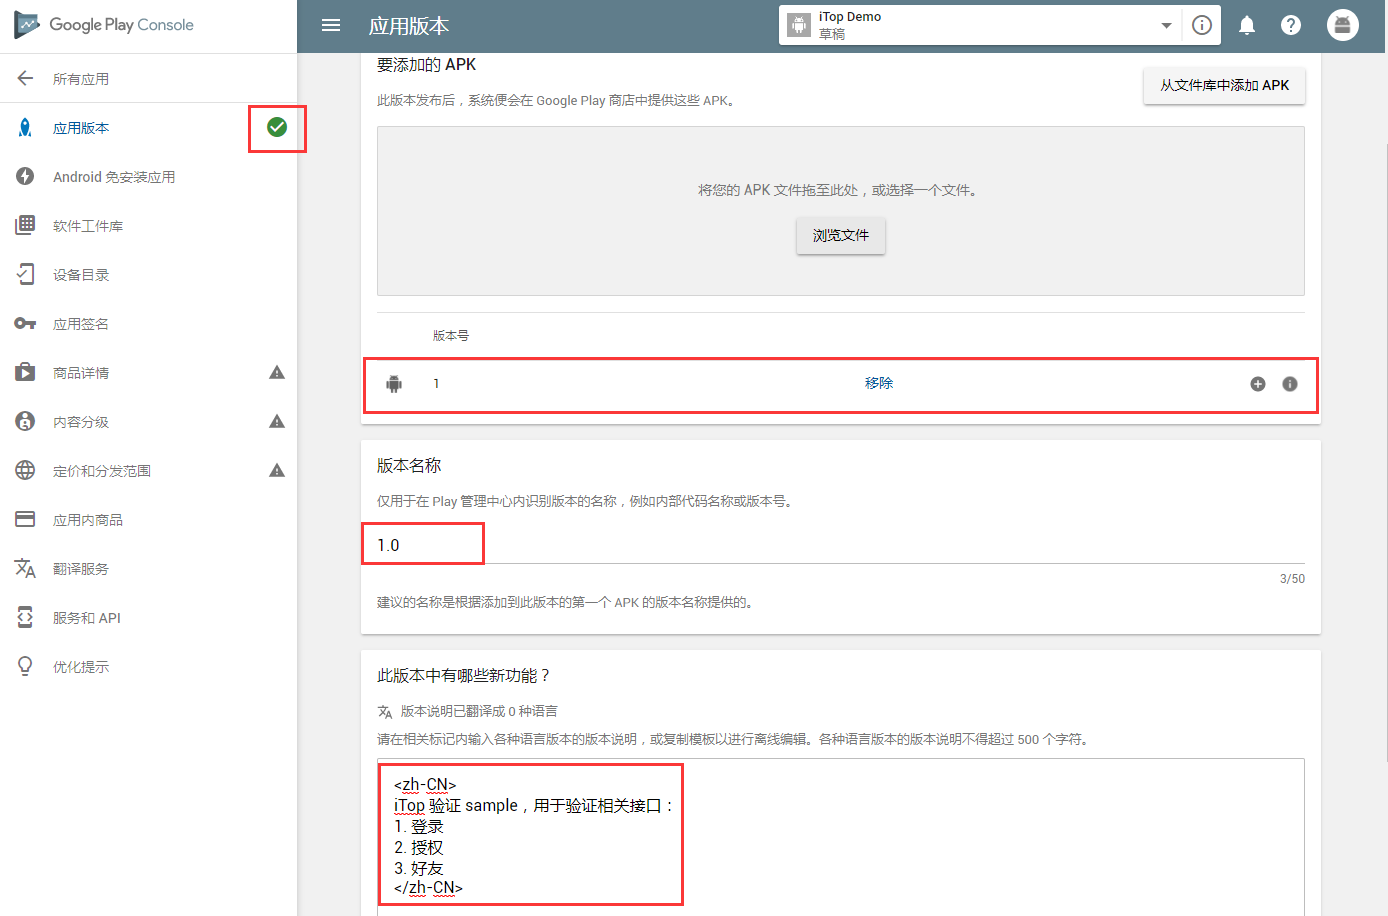 Google Play Console
应用版本
iTop Demo
草稿
所有应用
应用版本
Android 免安装应用
软件工件库
设备目录
应用签名
商品详情
内容分级
定价和分发范围
应用内商品
翻译服务
服务和 API
优化提示
要添加的 APK
从文件库中添加 APK
此版本发布后，系统便会在 Google Play 商店中提供这些 APK。
将您的 APK 文件拖至此处，或选择一个文件。
浏览文件
版本号
1 移除
版本名称
仅用于在 Play 管理中心内识别版本的名称，例如内部代码名称或版本号。
1.0
3/50
建议的名称是根据添加到此版本的第一个 APK 的版本名称提供的。
此版本中有哪些新功能？
版本说明已翻译成 0 种语言
请在相关标记内输入各种语言版本的版本说明，或复制模板以进行离线编辑。各种语言版本的版本说明不得超过 500 个字符。
<zh-CN>
iTop 验证 sample，用于验证相关接口：
1. 登录
2. 授权
3. 好友
</zh-CN>